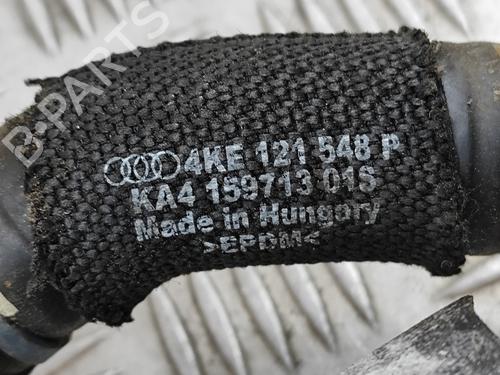 4KE 121 548 P
KA4 159713 01S
Made in Hungary
>EPDM<
B-PARTS